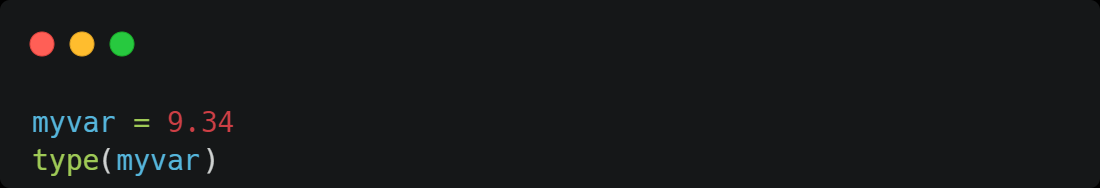 myvar = 9.34
type(myvar)